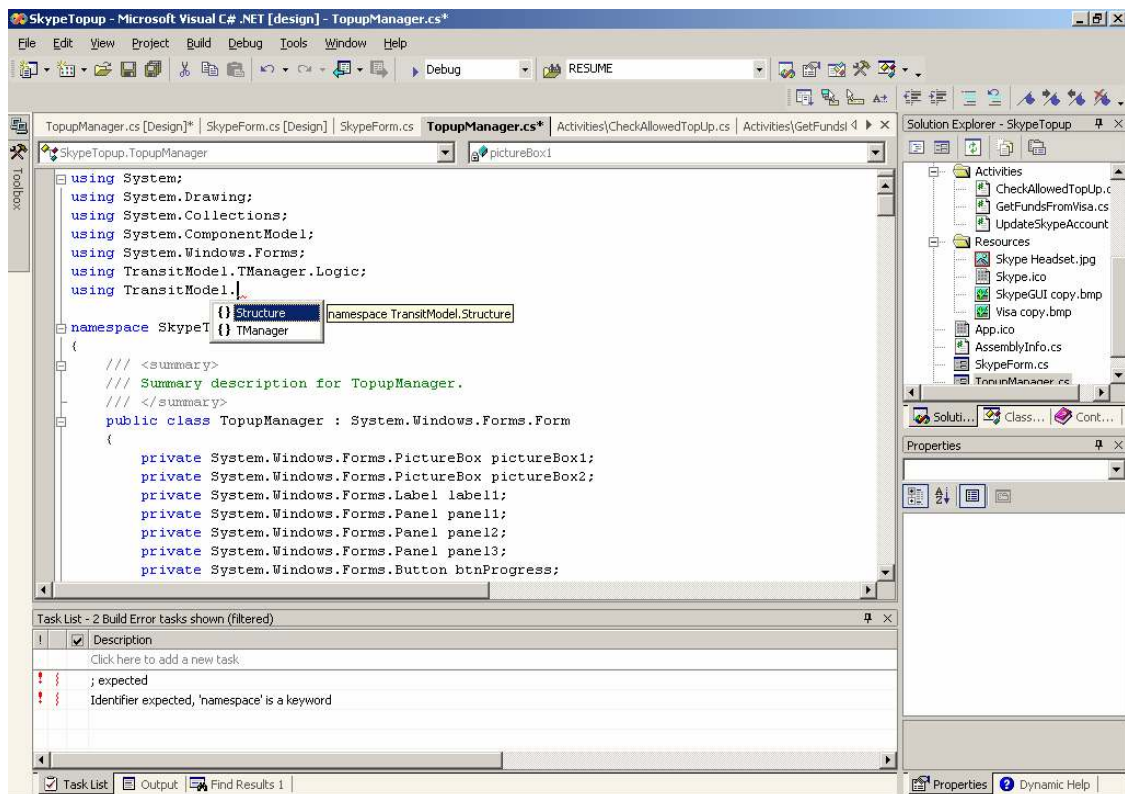 SkypeTopup - Microsoft Visual C# .NET [design] - TopupManager.cs*
File Edit View Project Build Debug Tools Window Help
Debug RESUME
TopupManager.cs [Design]* SkypeForm.cs [Design] SkypeForm.cs TopupManager.cs* Activities\CheckAllowedTopUp.cs Activities\GetFundsI
SkypeTopup.TopupManager pictureBox1
Toolbox
using System;
using System.Drawing;
using System.Collections;
using System.ComponentModel;
using System.Windows.Forms;
using TransitModel.TManager.Logic;
using TransitModel.
{} Structure namespace TransitModel.Structure
{} TManager
namespace SkypeT
{
/// <summary>
/// Summary description for TopupManager.
/// </summary>
public class TopupManager : System.Windows.Forms.Form
{
private System.Windows.Forms.PictureBox pictureBox1;
private System.Windows.Forms.PictureBox pictureBox2;
private System.Windows.Forms.Label label1;
private System.Windows.Forms.Panel panel1;
private System.Windows.Forms.Panel panel2;
private System.Windows.Forms.Panel panel3;
private System.Windows.Forms.Button btnProgress;
Solution Explorer - SkypeTopup
Activities
CheckAllowedTopUp.c
GetFundsFromVisa.cs
UpdateSkypeAccount
Resources
Skype Headset.jpg
Skype.ico
SkypeGUI copy.bmp
Visa copy.bmp
App.ico
AssemblyInfo.cs
SkypeForm.cs
TopupManager.cs
Soluti... Class... Cont...
Properties
Task List - 2 Build Error tasks shown (filtered)
! Description
Click here to add a new task
; expected
Identifier expected, 'namespace' is a keyword
Task List Output Find Results 1
Properties Dynamic Help